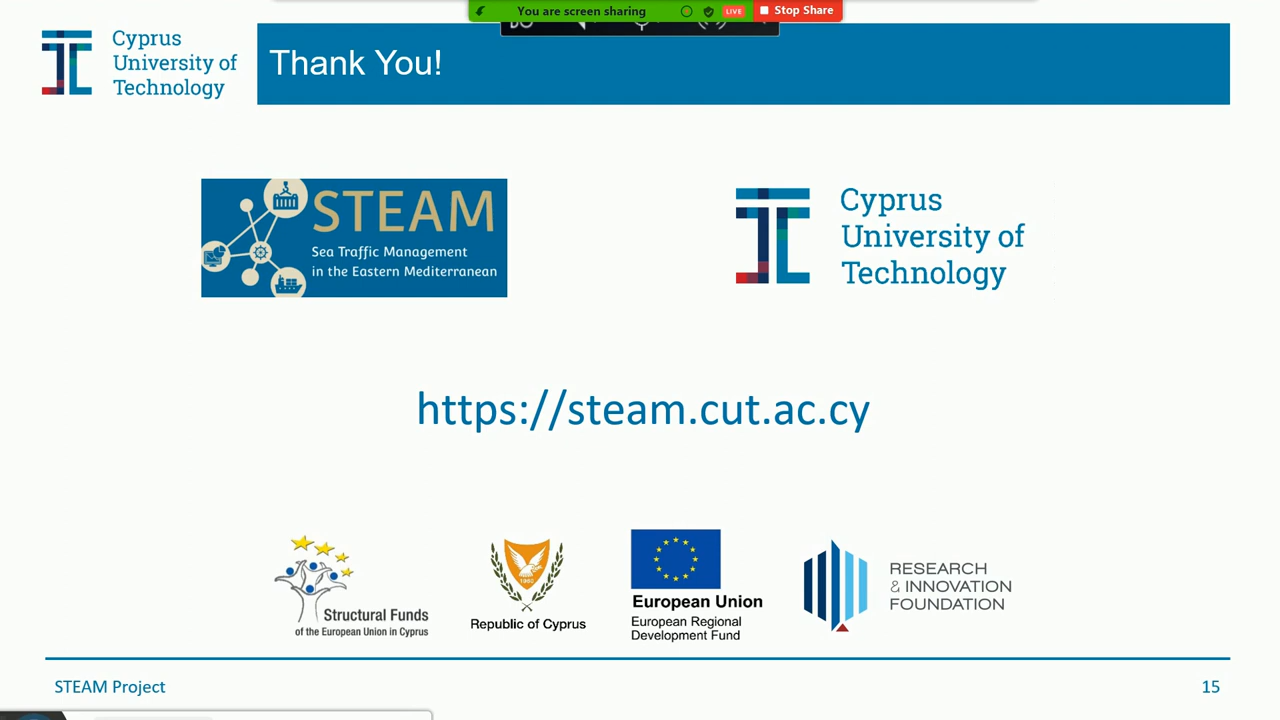 You are screen sharing
LIVE
Stop Share
Cyprus
University of
Technology
Thank You!
STEAM
Sea Traffic Management
in the Eastern Mediterranean
Cyprus
University of
Technology
https://steam.cut.ac.cy
Structural Funds
of the European Union in Cyprus
1960
Republic of Cyprus
European Union
European Regional
Development Fund
RESEARCH
& INNOVATION
FOUNDATION
STEAM Project
15